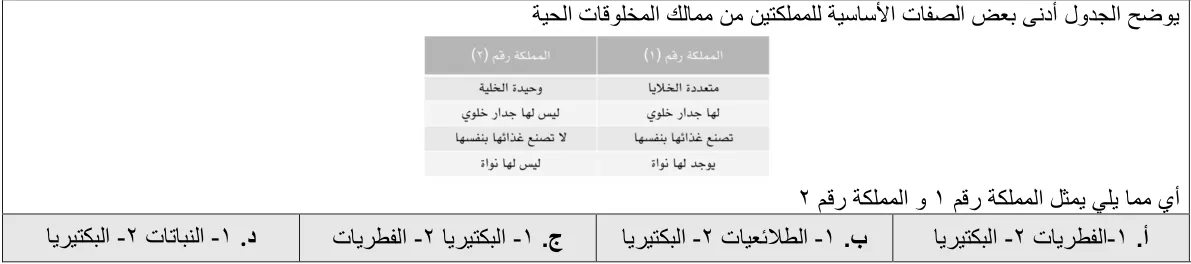 يوضح الجدول أدنى بعض الصفات الأساسية للمملكتين من ممالك المخلوقات الحية
المملكة رقم (١) المملكة رقم (٢)
متعددة الخلايا وحيدة الخلية
لها جدار خلوي ليس لها جدار خلوي
تصنع غذائها بنفسها لا تصنع غذائها بنفسها
يوجد لها نواة ليس لها نواة
أي مما يلي يمثل المملكة رقم ١ و المملكة رقم ٢
أ. ١-الفطريات ٢- البكتيريا ب. ١- الطلائعيات ٢- البكتيريا ج. ١- البكتيريا ٢- الفطريات د. ١- النباتات ٢- البكتيريا